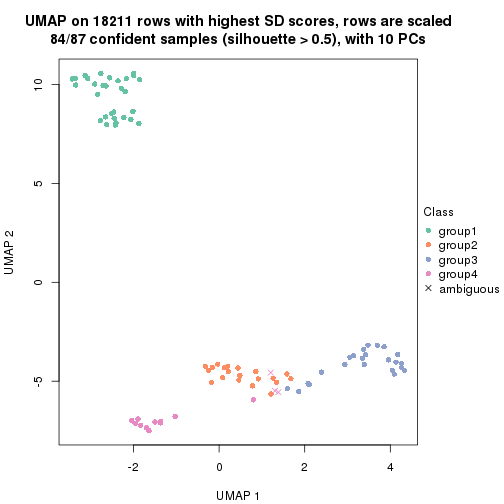 UMAP on 18211 rows with highest SD scores, rows are scaled
84/87 confident samples (silhouette > 0.5), with 10 PCs
10
5
0
-5
UMAP 2
-2
0
2
4
UMAP 1
Class
group1
group2
group3
group4
ambiguous